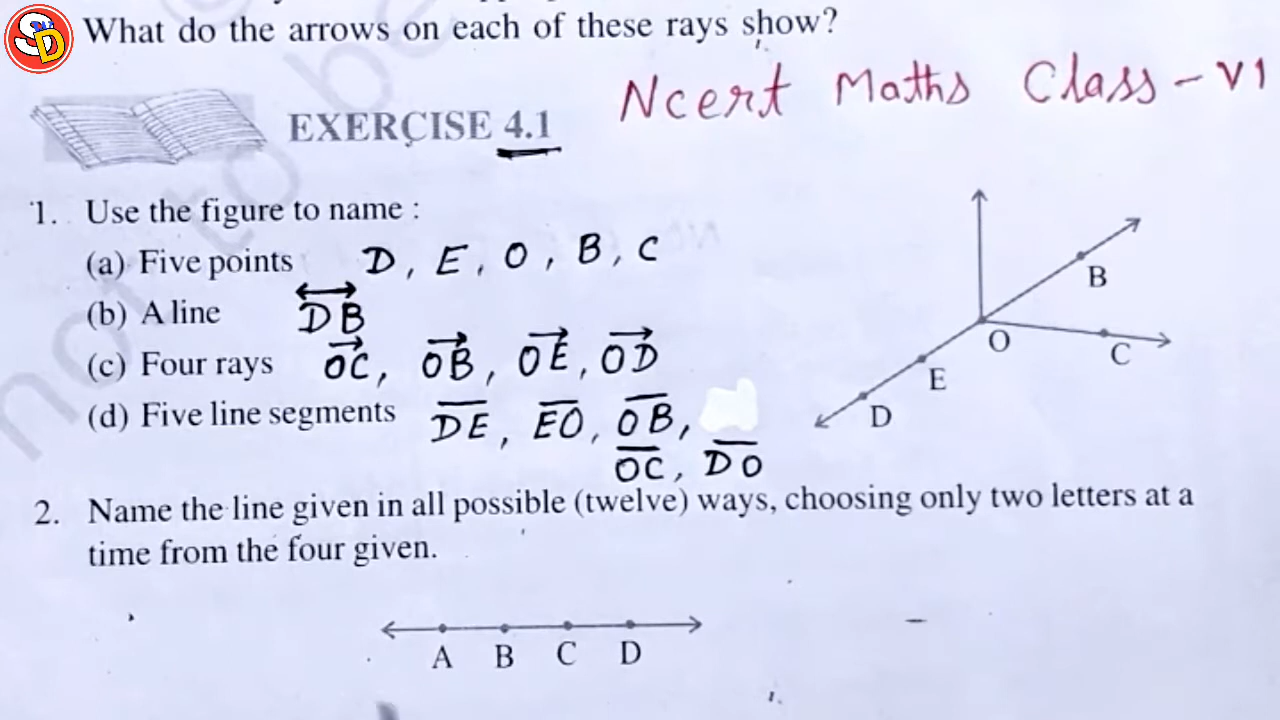 SD
What do the arrows on each of these rays show?
Ncert Maths Class - VI
EXERCISE 4.1
1. Use the figure to name :
(a) Five points D, E, O, B, C
(b) A line DB
(c) Four rays OC, OB, OE, OD
(d) Five line segments DE, EO, OB,
OC, DO
B
O
C
E
D
2. Name the line given in all possible (twelve) ways, choosing only two letters at a
time from the four given.
A B C D